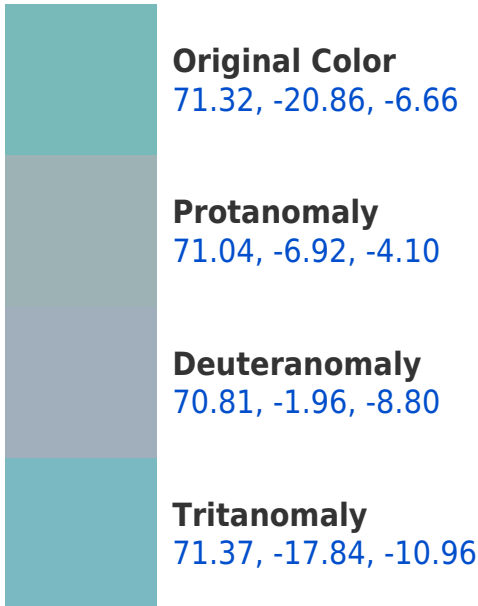 Original Color
71.32, -20.86, -6.66
Protanomaly
71.04, -6.92, -4.10
Deuteranomaly
70.81, -1.96, -8.80
Tritanomaly
71.37, -17.84, -10.96